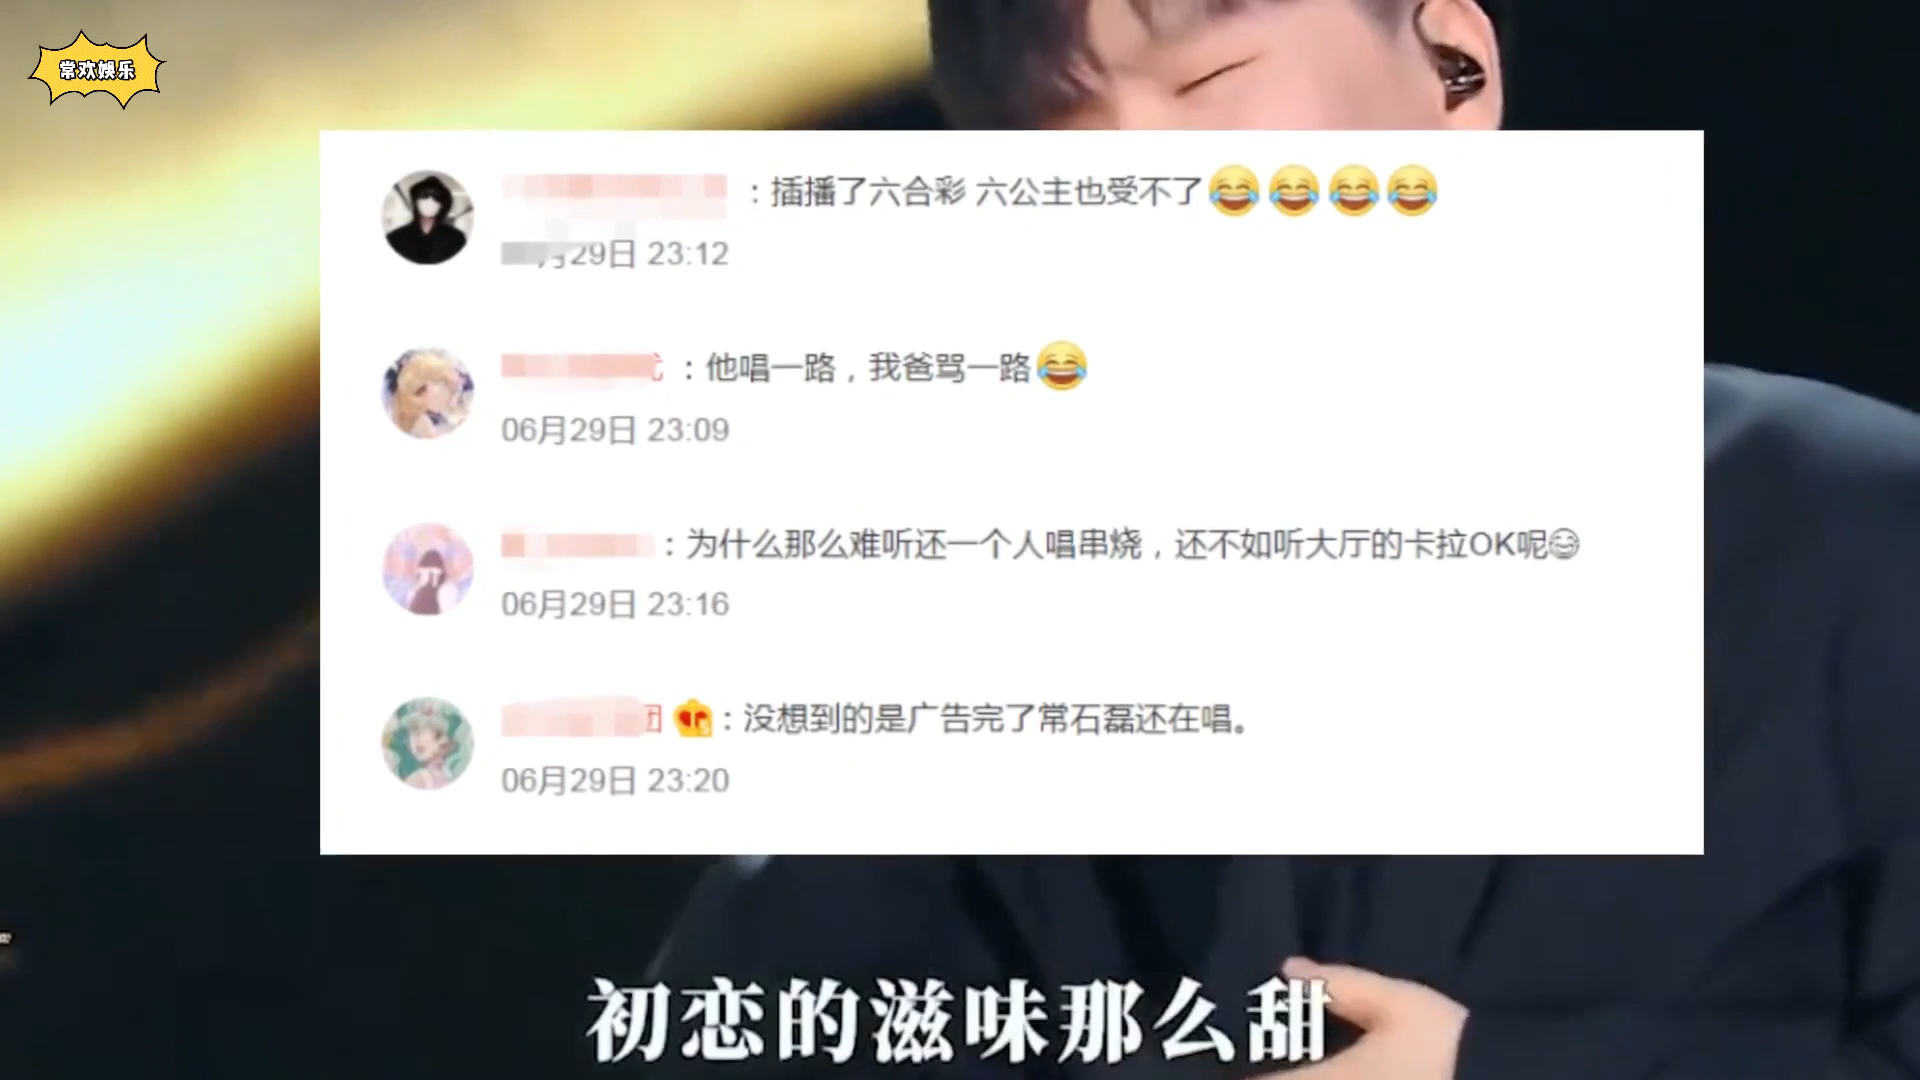 常欢娱乐
：插播了六合彩 六公主也受不了😂😂😂😂
月29日 23:12
：他唱一路，我爸骂一路😂
06月29日 23:09
：为什么那么难听还一个人唱串烧，还不如听大厅的卡拉OK呢😅
06月29日 23:16
团 ：没想到的是广告完了常石磊还在唱。
06月29日 23:20
初恋的滋味那么甜